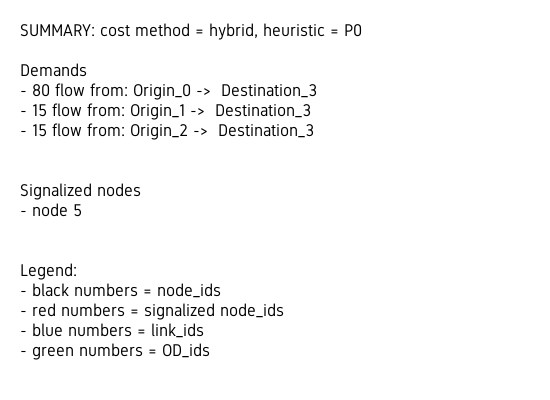 SUMMARY: cost method = hybrid, heuristic = P0
Demands
- 80 flow from: Origin_0 -> Destination_3
- 15 flow from: Origin_1 -> Destination_3
- 15 flow from: Origin_2 -> Destination_3
Signalized nodes
- node 5
Legend:
- black numbers = node_ids
- red numbers = signalized node_ids
- blue numbers = link_ids
- green numbers = OD_ids